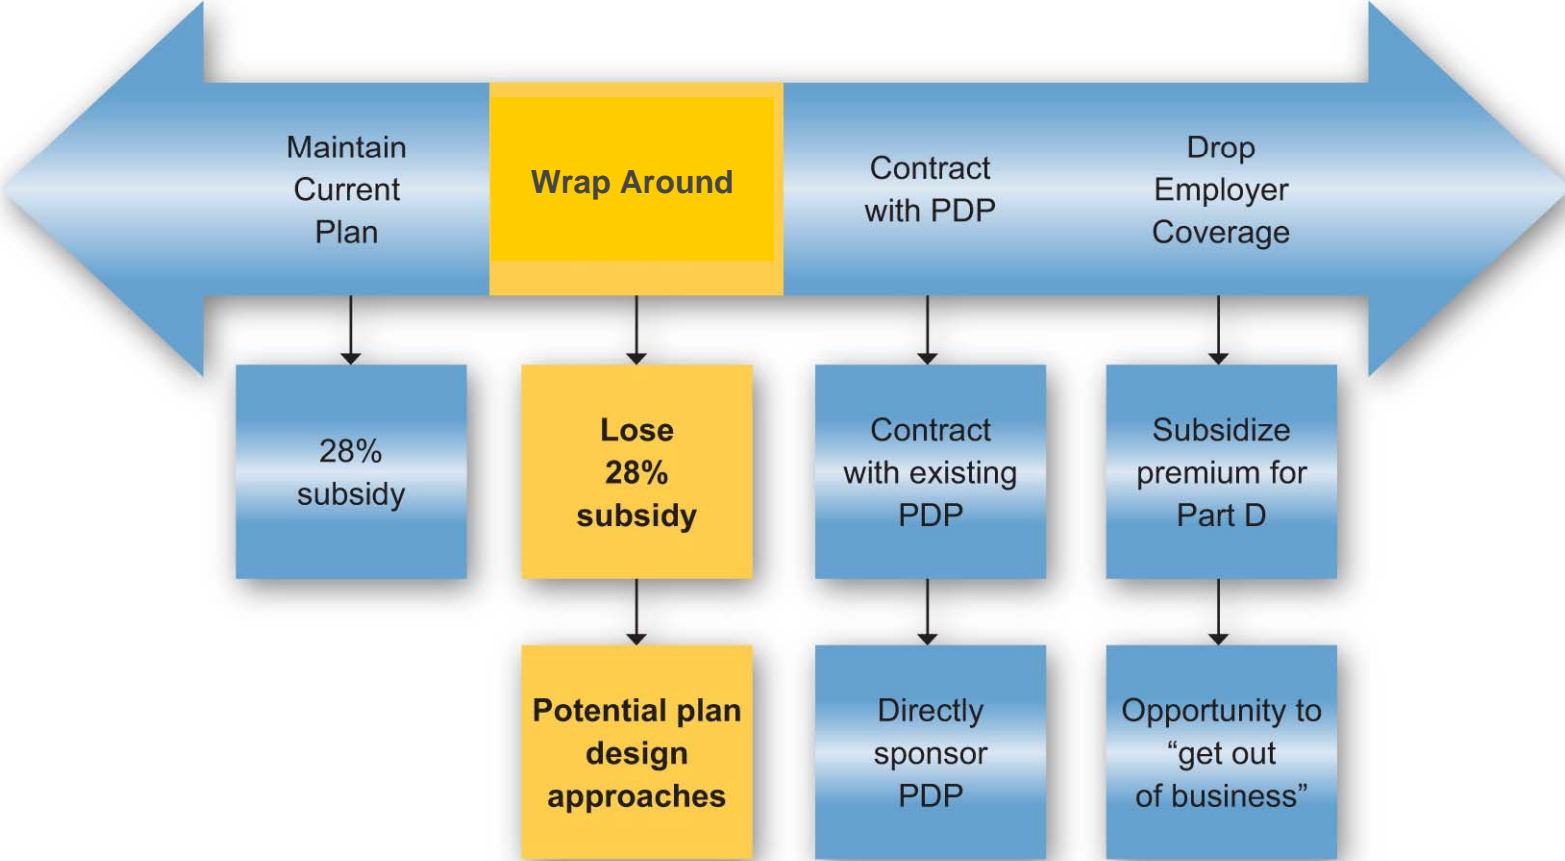 Maintain
Current
Plan
Wrap Around
Contract
with PDP
Drop
Employer
Coverage
28%
subsidy
Lose
28%
subsidy
Contract
with existing
PDP
Subsidize
premium for
Part D
Potential plan
design
approaches
Directly
sponsor
PDP
Opportunity to
“get out
of business”